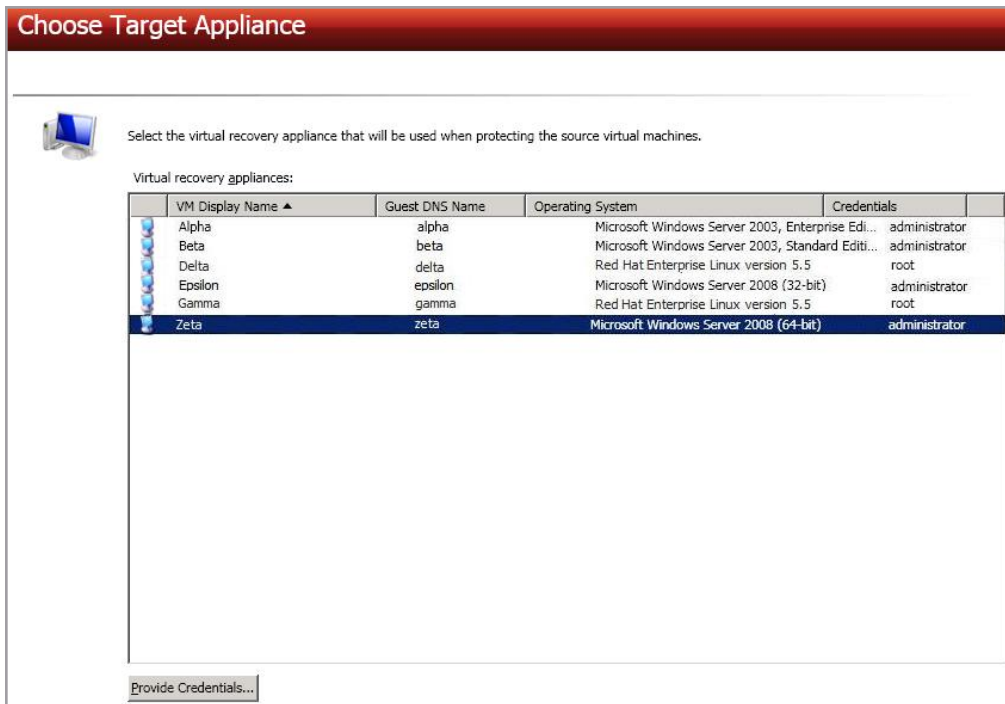 Choose Target Appliance
Select the virtual recovery appliance that will be used when protecting the source virtual machines.
Virtual recovery appliances:
VM Display Name ▲ Guest DNS Name Operating System Credentials
Alpha alpha Microsoft Windows Server 2003, Enterprise Edi... administrator
Beta beta Microsoft Windows Server 2003, Standard Editi... administrator
Delta delta Red Hat Enterprise Linux version 5.5 root
Epsilon epsilon Microsoft Windows Server 2008 (32-bit) administrator
Gamma gamma Red Hat Enterprise Linux version 5.5 root
Zeta zeta Microsoft Windows Server 2008 (64-bit) administrator
Provide Credentials...